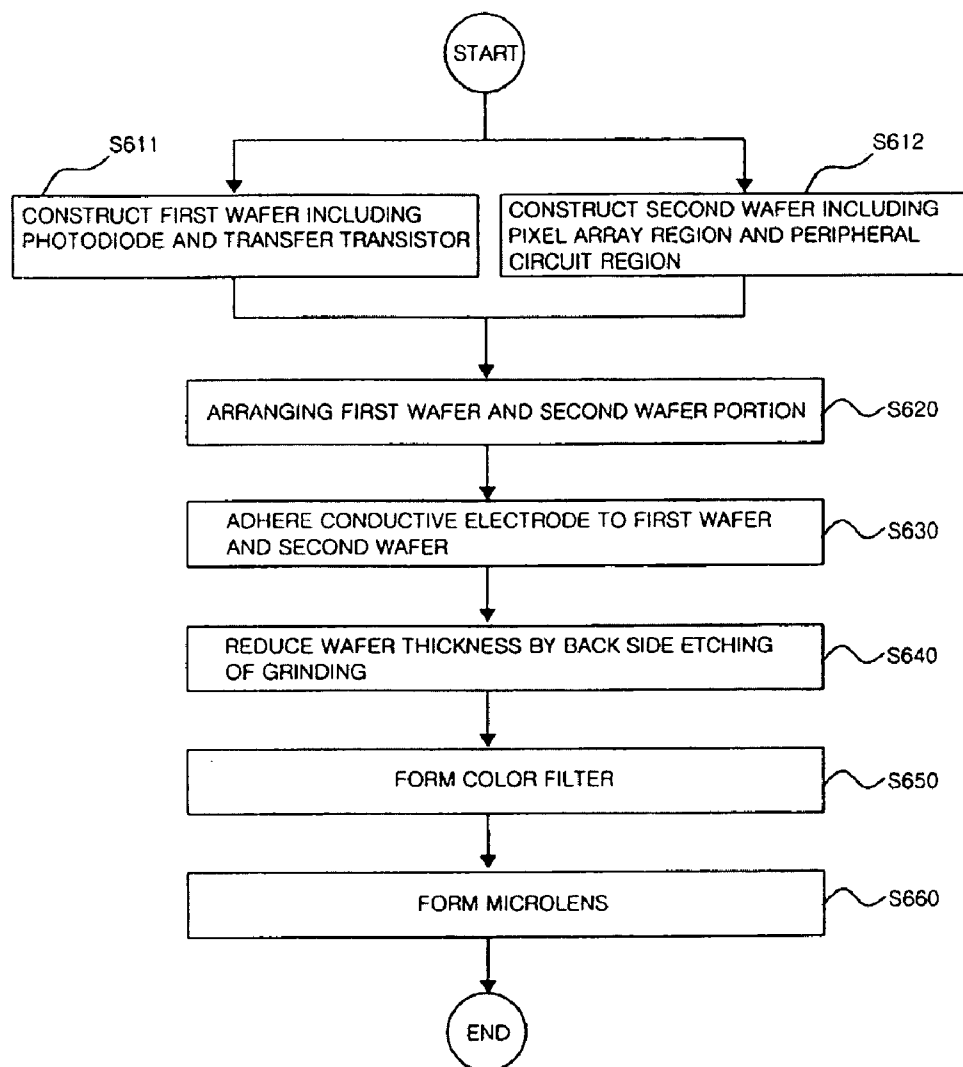 START
S611
S612
CONSTRUCT FIRST WAFER INCLUDING
PHOTODIODE AND TRANSFER TRANSISTOR
CONSTRUCT SECOND WAFER INCLUDING
PIXEL ARRAY REGION AND PERIPHERAL
CIRCUIT REGION
ARRANGING FIRST WAFER AND SECOND WAFER PORTION
S620
ADHERE CONDUCTIVE ELECTRODE TO FIRST WAFER
AND SECOND WAFER
S630
REDUCE WAFER THICKNESS BY BACK SIDE ETCHING
OF GRINDING
S640
FORM COLOR FILTER
S650
FORM MICROLENS
S660
END